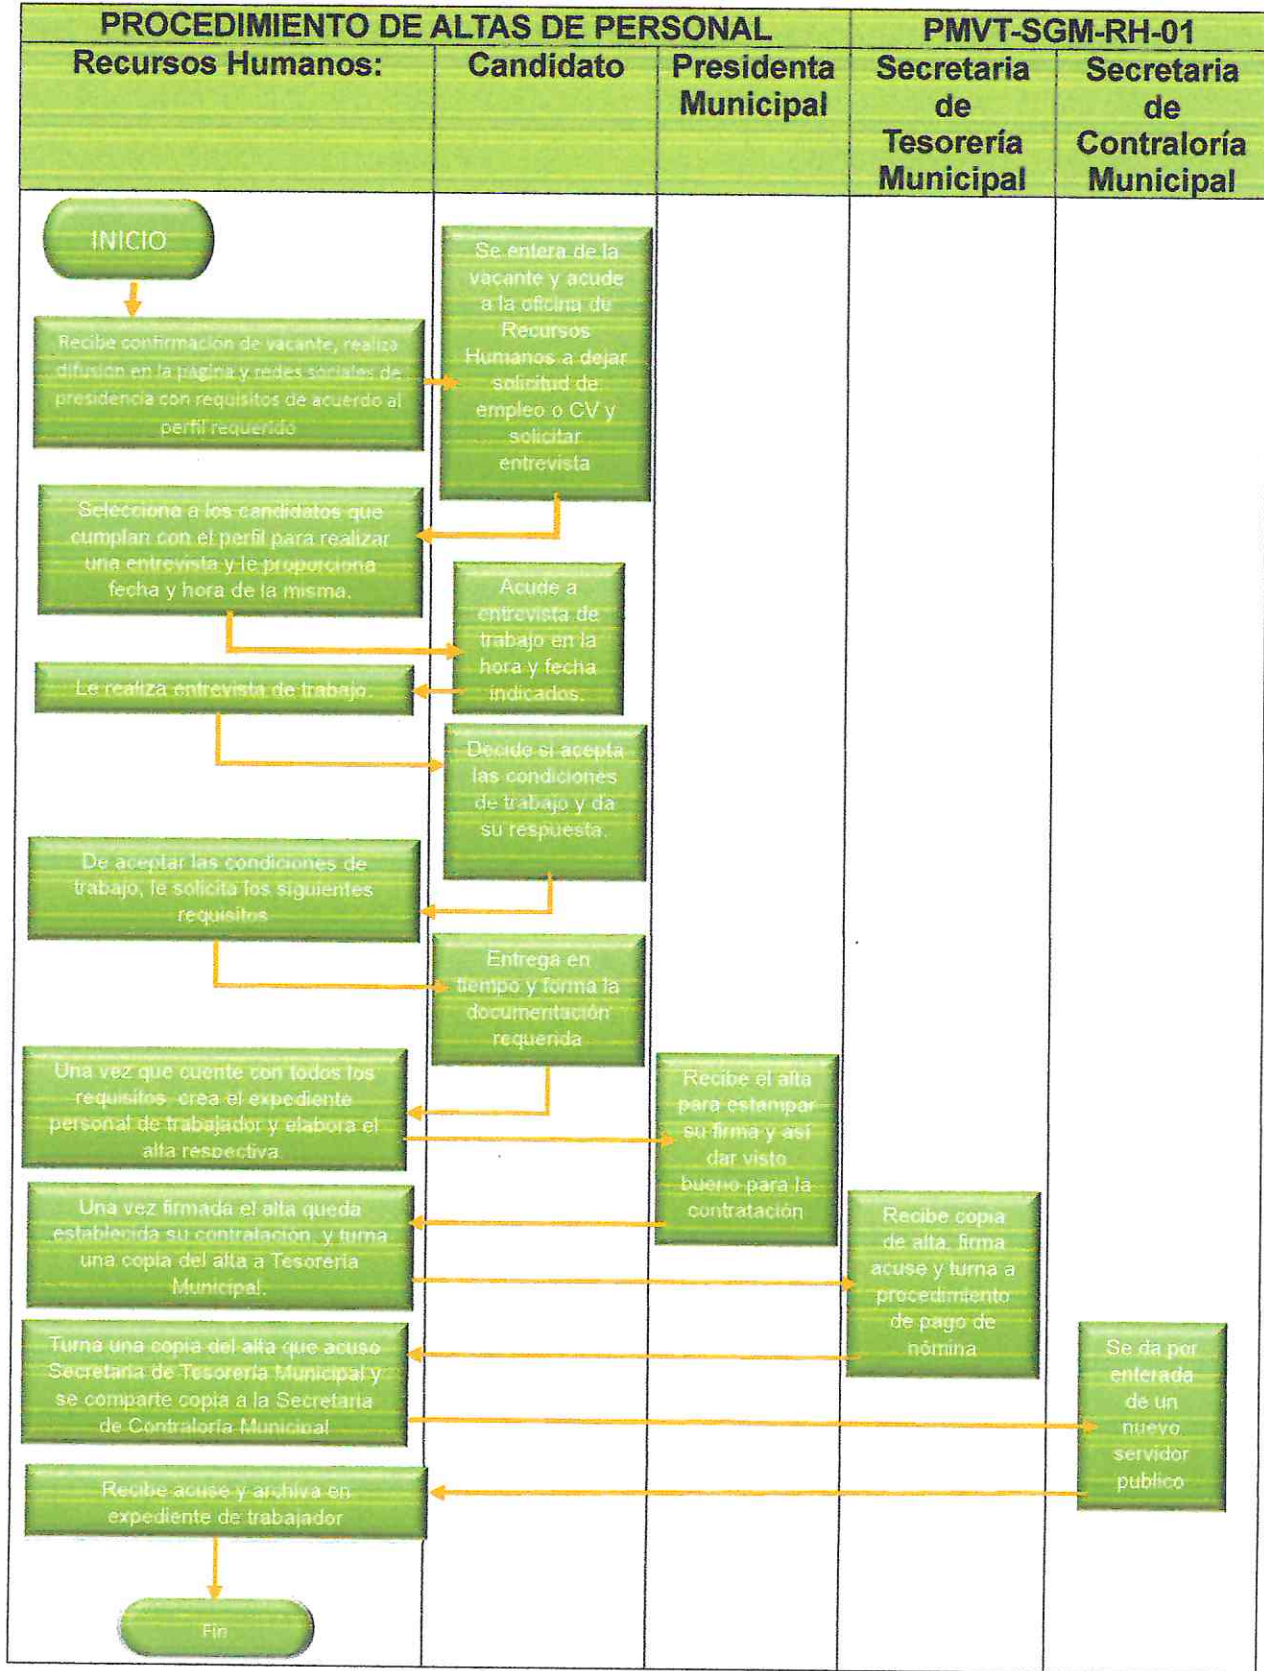 PROCEDIMIENTO DE ALTAS DE PERSONAL
PMVT-SGM-RH-01
Recursos Humanos:
Candidato
Presidenta
Municipal
Secretaria
de
Tesorería
Municipal
Secretaria
de
Contraloría
Municipal
INICIO
Recibe confirmación de vacante, realiza
difusión en la página y redes sociales de
presidencia con requisitos de acuerdo al
perfil requerido
Se entera de la
vacante y acude
a la oficina de
Recursos
Humanos a dejar
solicitud de
empleo o CV y
solicitar
entrevista
Selecciona a los candidatos que
cumplan con el perfil para realizar
una entrevista y le proporciona
fecha y hora de la misma.
Acude a
entrevista de
trabajo en la
hora y fecha
indicados.
Le realiza entrevista de trabajo.
Decide si acepta
las condiciones
de trabajo y da
su respuesta.
De aceptar las condiciones de
trabajo, le solicita los siguientes
requisitos
Entrega en
tiempo y forma la
documentación
requerida
Una vez que cuente con todos los
requisitos crea el expediente
personal de trabajador y elabora el
alta respectiva.
Recibe el alta
para estampar
su firma y así
dar visto
bueno para la
contratación
Una vez firmada el alta queda
establecida su contratación, y turna
una copia del alta a Tesorería
Municipal.
Recibe copia
de alta, firma
acuse y turna a
procedimiento
de pago de
nómina
Turna una copia del alta que acuso
Secretaria de Tesorería Municipal y
se comparte copia a la Secretaria
de Contraloría Municipal
Se da por
enterada
de un
nuevo
servidor
publico
Recibe acuse y archiva en
expediente de trabajador
Fin